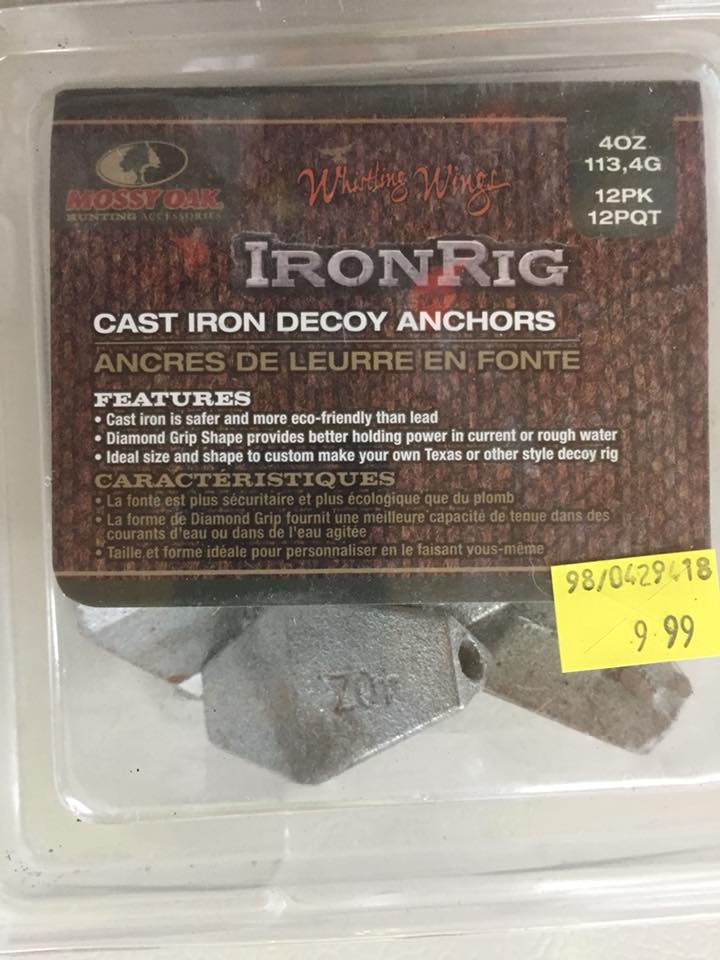 MOSSY OAK
HUNTING ACCESSORIES
Whistling Wings
4OZ
113,4G
12PK
12PQT
IRONRIG
CAST IRON DECOY ANCHORS
ANCRES DE LEURRE EN FONTE
FEATURES
• Cast iron is safer and more eco-friendly than lead
• Diamond Grip Shape provides better holding power in current or rough water
• Ideal size and shape to custom make your own Texas or other style decoy rig
CARACTÉRISTIQUES
• La fonte est plus sécuritaire et plus écologique que du plomb
• La forme de Diamond Grip fournit une meilleure capacité de tenue dans des
courants d'eau ou dans de l'eau agitée
• Taille et forme idéale pour personnaliser en le faisant vous-même
98/0429418
9.99
4OZ